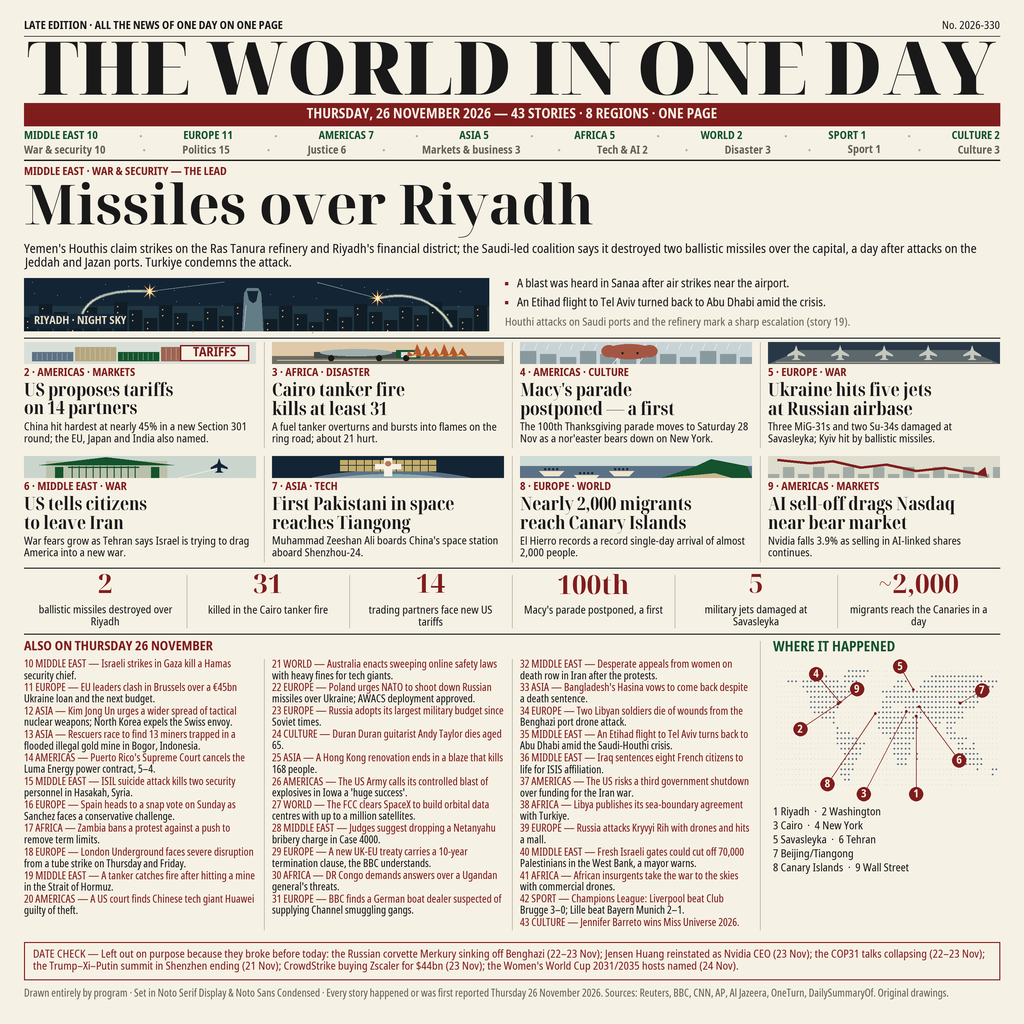 LATE EDITION · ALL THE NEWS OF ONE DAY ON ONE PAGE
No. 2026-330
THE WORLD IN ONE DAY
THURSDAY, 26 NOVEMBER 2026 — 43 STORIES · 8 REGIONS · ONE PAGE
MIDDLE EAST 10 · EUROPE 11 · AMERICAS 7 · ASIA 5 · AFRICA 5 · WORLD 2 · SPORT 1 · CULTURE 2
War & security 10 · Politics 15 · Justice 6 · Markets & business 3 · Tech & AI 2 · Disaster 3 · Sport 1 · Culture 3
MIDDLE EAST · WAR & SECURITY — THE LEAD
Missiles over Riyadh
Yemen's Houthis claim strikes on the Ras Tanura refinery and Riyadh's financial district; the Saudi-led coalition says it destroyed two ballistic missiles over the capital, a day after attacks on the
Jeddah and Jazan ports. Turkiye condemns the attack.
RIYADH · NIGHT SKY
▪ A blast was heard in Sanaa after air strikes near the airport.
▪ An Etihad flight to Tel Aviv turned back to Abu Dhabi amid the crisis.
Houthi attacks on Saudi ports and the refinery mark a sharp escalation (story 19).
TARIFFS
2 · AMERICAS · MARKETS
US proposes tariffs
on 14 partners
China hit hardest at nearly 45% in a new Section 301
round; the EU, Japan and India also named.
3 · AFRICA · DISASTER
Cairo tanker fire
kills at least 31
A fuel tanker overturns and bursts into flames on the
ring road; about 21 hurt.
4 · AMERICAS · CULTURE
Macy's parade
postponed — a first
The 100th Thanksgiving parade moves to Saturday 28
Nov as a nor'easter bears down on New York.
5 · EUROPE · WAR
Ukraine hits five jets
at Russian airbase
Three MiG-31s and two Su-34s damaged at
Savasleyka; Kyiv hit by ballistic missiles.
6 · MIDDLE EAST · WAR
US tells citizens
to leave Iran
War fears grow as Tehran says Israel is trying to drag
America into a new war.
7 · ASIA · TECH
First Pakistani in space
reaches Tiangong
Muhammad Zeeshan Ali boards China's space station
aboard Shenzhou-24.
8 · EUROPE · WORLD
Nearly 2,000 migrants
reach Canary Islands
El Hierro records a record single-day arrival of almost
2,000 people.
9 · AMERICAS · MARKETS
AI sell-off drags Nasdaq
near bear market
Nvidia falls 3.9% as selling in AI-linked shares
continues.
2
ballistic missiles destroyed over
Riyadh
31
killed in the Cairo tanker fire
14
trading partners face new US
tariffs
100th
Macy's parade postponed, a first
5
military jets damaged at
Savasleyka
~2,000
migrants reach the Canaries in a
day
ALSO ON THURSDAY 26 NOVEMBER
10 MIDDLE EAST — Israeli strikes in Gaza kill a Hamas
security chief.
11 EUROPE — EU leaders clash in Brussels over a €45bn
Ukraine loan and the next budget.
12 ASIA — Kim Jong Un urges a wider spread of tactical
nuclear weapons; North Korea expels the Swiss envoy.
13 ASIA — Rescuers race to find 13 miners trapped in a
flooded illegal gold mine in Bogor, Indonesia.
14 AMERICAS — Puerto Rico's Supreme Court cancels the
Luma Energy power contract, 5–4.
15 MIDDLE EAST — ISIL suicide attack kills two security
personnel in Hasakah, Syria.
16 EUROPE — Spain heads to a snap vote on Sunday as
Sanchez faces a conservative challenge.
17 AFRICA — Zambia bans a protest against a push to
remove term limits.
18 EUROPE — London Underground faces severe disruption
from a tube strike on Thursday and Friday.
19 MIDDLE EAST — A tanker catches fire after hitting a mine
in the Strait of Hormuz.
20 AMERICAS — A US court finds Chinese tech giant Huawei
guilty of theft.
21 WORLD — Australia enacts sweeping online safety laws
with heavy fines for tech giants.
22 EUROPE — Poland urges NATO to shoot down Russian
missiles over Ukraine; AWACS deployment approved.
23 EUROPE — Russia adopts its largest military budget since
Soviet times.
24 CULTURE — Duran Duran guitarist Andy Taylor dies aged
65.
25 ASIA — A Hong Kong renovation ends in a blaze that kills
168 people.
26 AMERICAS — The US Army calls its controlled blast of
explosives in Iowa a 'huge success'.
27 WORLD — The FCC clears SpaceX to build orbital data
centres with up to a million satellites.
28 MIDDLE EAST — Judges suggest dropping a Netanyahu
bribery charge in Case 4000.
29 EUROPE — A new UK-EU treaty carries a 10-year
termination clause, the BBC understands.
30 AFRICA — DR Congo demands answers over a Ugandan
general's threats.
31 EUROPE — BBC finds a German boat dealer suspected of
supplying Channel smuggling gangs.
32 MIDDLE EAST — Desperate appeals from women on
death row in Iran after the protests.
33 ASIA — Bangladesh's Hasina vows to come back despite
a death sentence.
34 EUROPE — Two Libyan soldiers die of wounds from the
Benghazi port drone attack.
35 MIDDLE EAST — An Etihad flight to Tel Aviv turns back to
Abu Dhabi amid the Saudi-Houthi crisis.
36 MIDDLE EAST — Iraq sentences eight French citizens to
life for ISIS affiliation.
37 AMERICAS — The US risks a third government shutdown
over funding for the Iran war.
38 AFRICA — Libya publishes its sea-boundary agreement
with Turkiye.
39 EUROPE — Russia attacks Kryvyi Rih with drones and hits
a mall.
40 MIDDLE EAST — Fresh Israeli gates could cut off 70,000
Palestinians in the West Bank, a mayor warns.
41 AFRICA — African insurgents take the war to the skies
with commercial drones.
42 SPORT — Champions League: Liverpool beat Club
Brugge 3–0; Lille beat Bayern Munich 2–1.
43 CULTURE — Jennifer Barreto wins Miss Universe 2026.
WHERE IT HAPPENED
4
5
9
7
2
6
8
3
1
1 Riyadh · 2 Washington
3 Cairo · 4 New York
5 Savasleyka · 6 Tehran
7 Beijing/Tiangong
8 Canary Islands · 9 Wall Street
DATE CHECK — Left out on purpose because they broke before today: the Russian corvette Merkury sinking off Benghazi (22–23 Nov); Jensen Huang reinstated as Nvidia CEO (23 Nov); the COP31 talks collapsing (22–22 Nov);
the Trump–Xi–Putin summit in Shenzhen ending (21 Nov); CrowdStrike buying Zscaler for $44bn (23 Nov); the Women's World Cup 2031/2035 hosts named (24 Nov).
Drawn entirely by program · Set in Noto Serif Display & Noto Sans Condensed · Every story happened or was first reported Thursday 26 November 2026. Sources: Reuters, BBC, CNN, AP, Al Jazeera, OneTurn, DailySummaryOf. Original drawings.